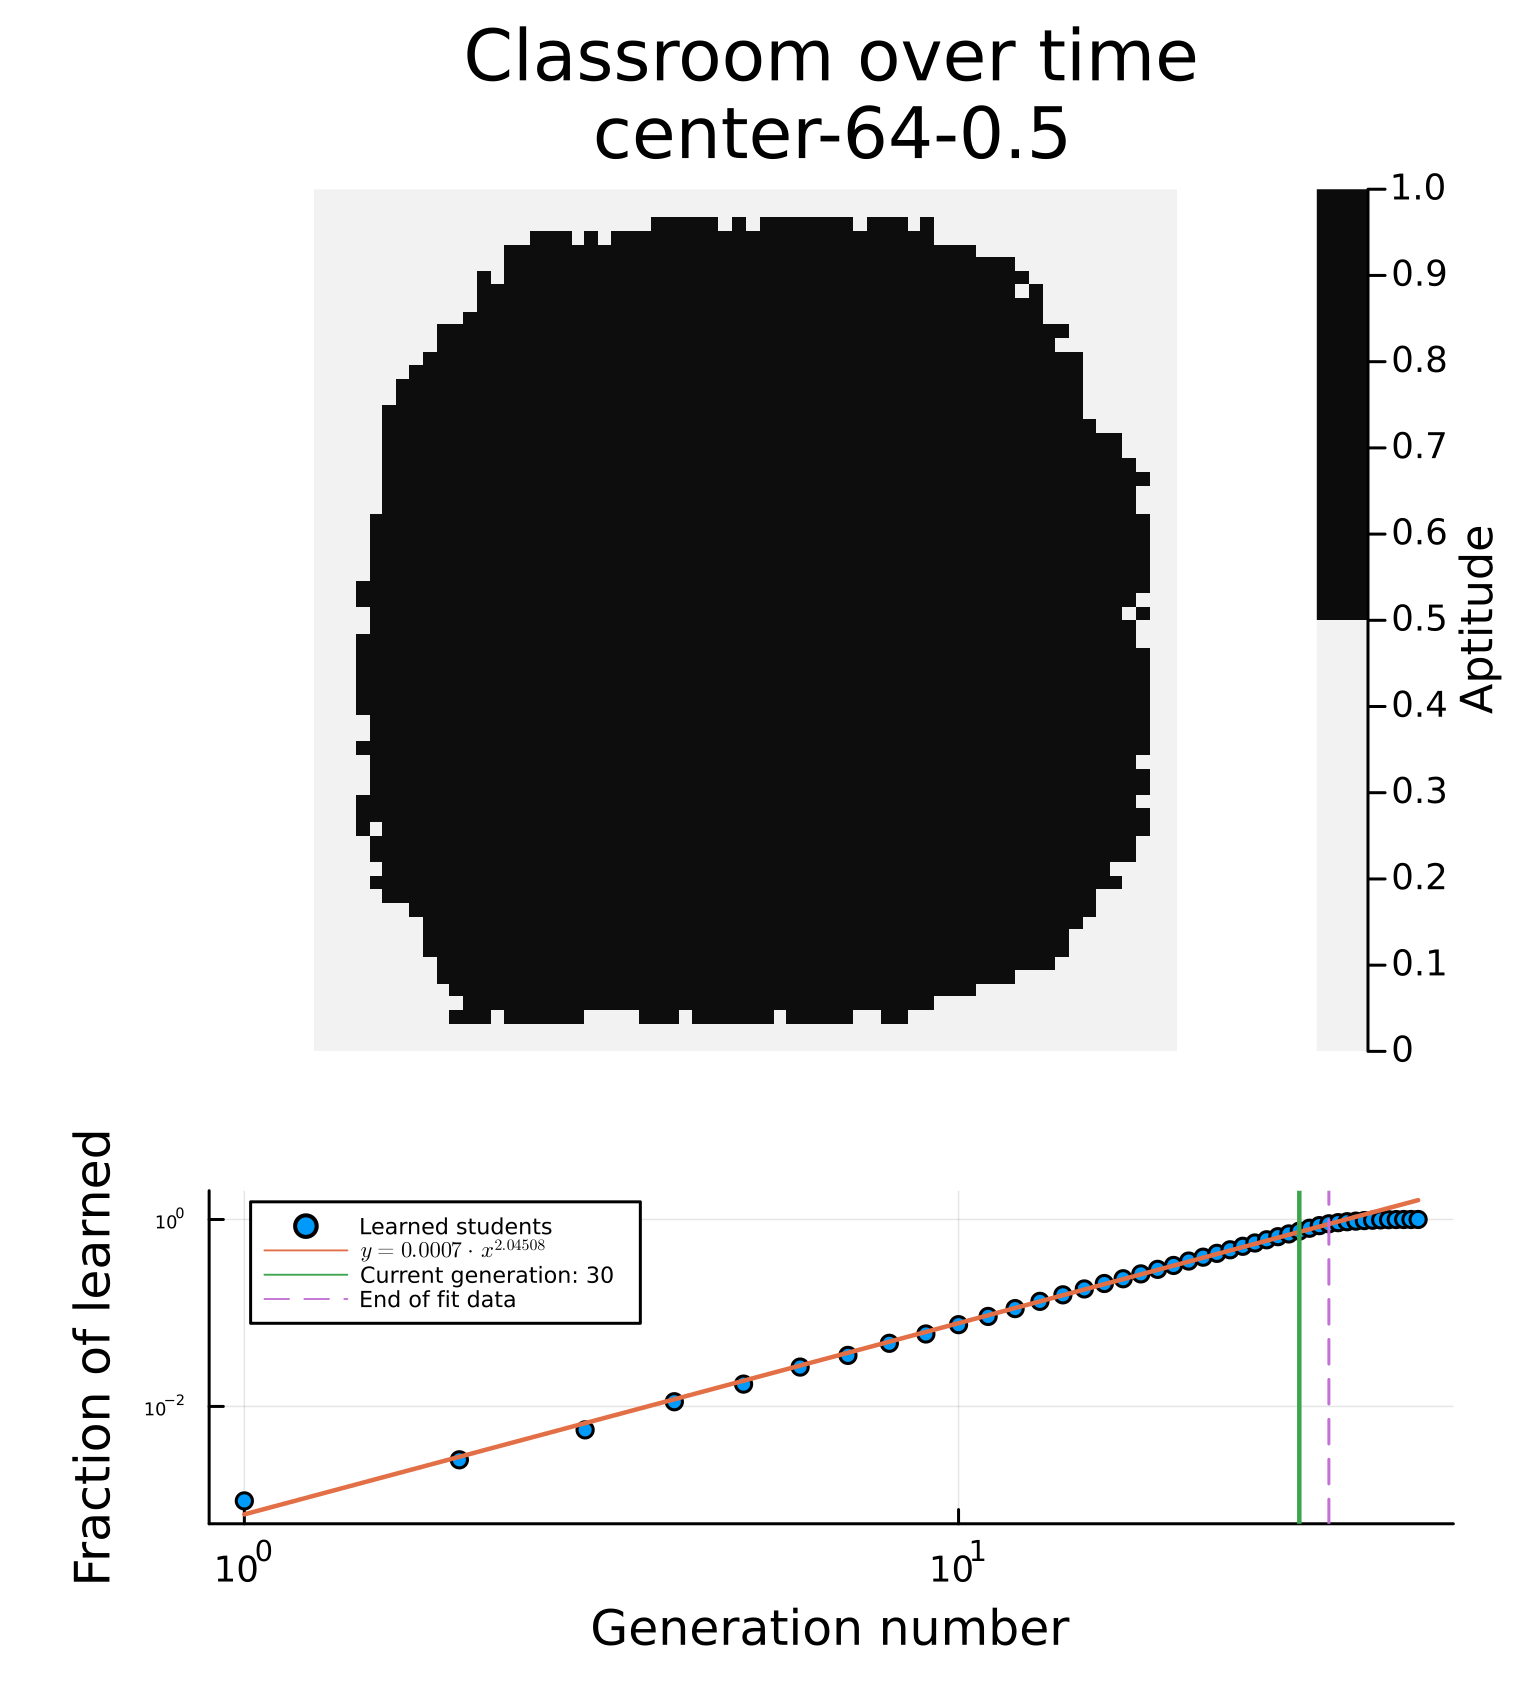 Classroom over time
center-64-0.5
1.0
0.9
0.8
0.7
0.6
0.5
0.4
0.3
0.2
0.1
0
Aptitude
Fraction of learned
10⁰
10⁻²
Learned students
y = 0.0007 · x^2.04508
Current generation: 30
End of fit data
10⁰
10¹
Generation number